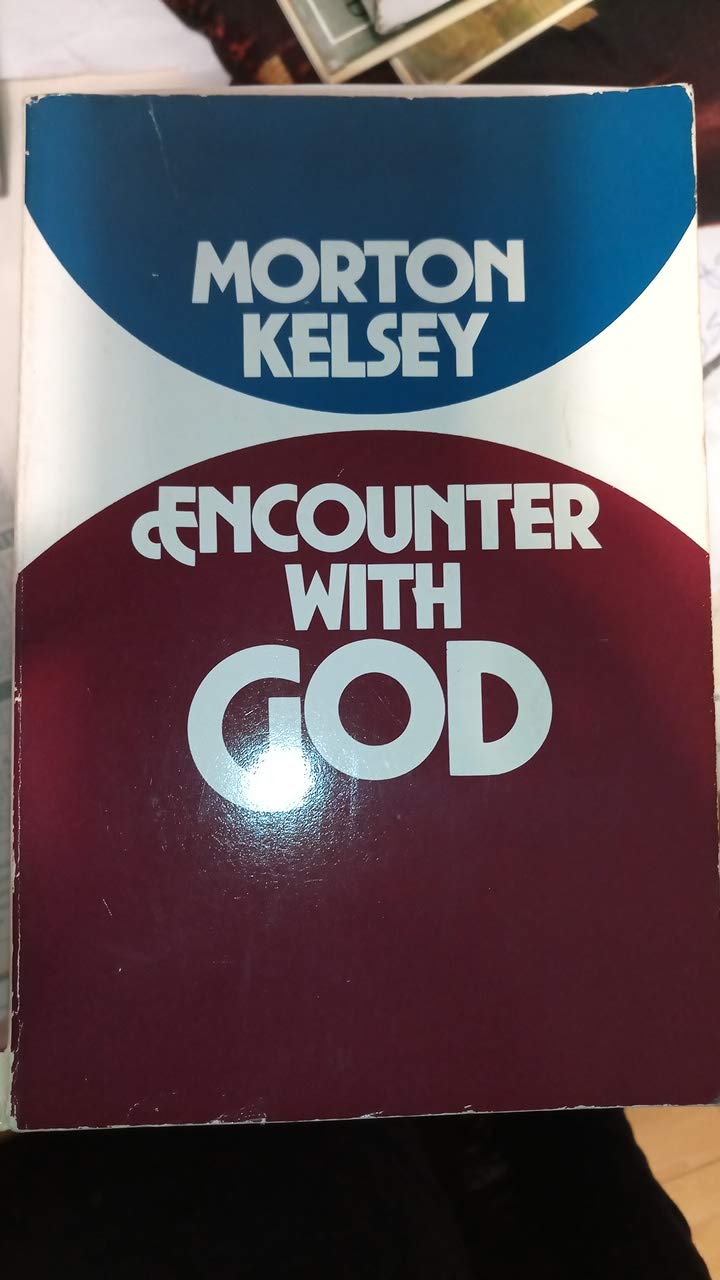 MORTON
KELSEY
ENCOUNTER
WITH
GOD